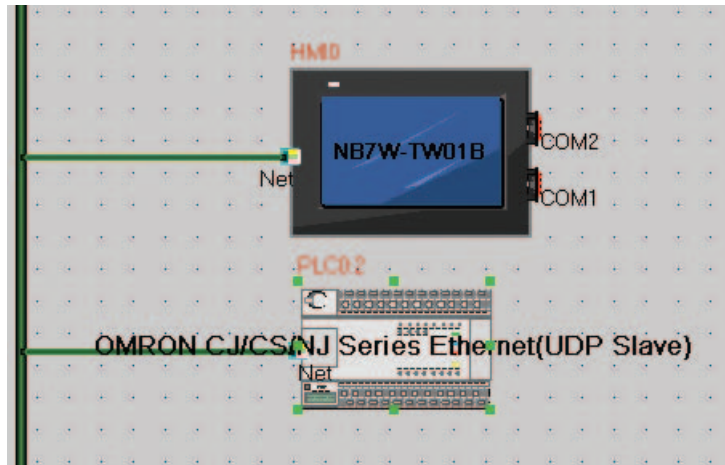 HMI0
NB7W-TW01B
COM2
Net
COM1
PLC0:2
OMRON CJ/CS/NJ Series Ethernet(UDP Slave)
Net